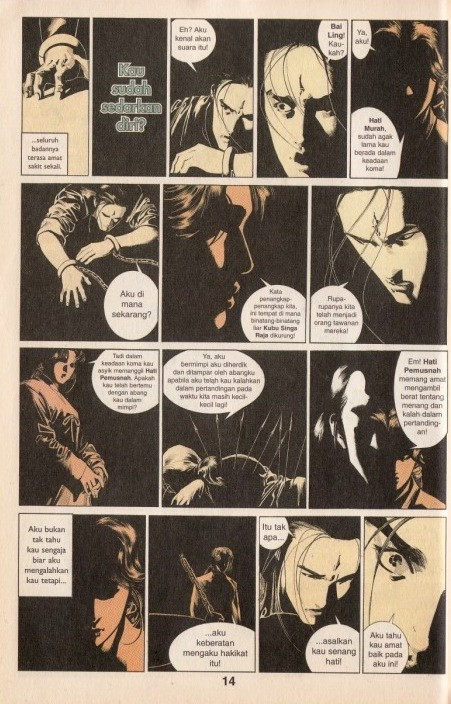 ...seluruh
badannya
terasa amat
sakit sekali.
Kau
sudah
sedarkan
diri?
Eh? Aku
kenal akan
suara itu!
Bai
Ling!
Kau-
kah?
Ya,
aku!
Hati
Murah,
sudah agak
lama kau
berada dalam
keadaan
koma!
Aku di
mana
sekarang?
Kata
penangkap-
penangkap kita,
ini tempat di mana
binatang-binatang
liar Kubu Singa
Raja dikurung!
Rupa-
rupanya kita
telah menjadi
orang tawanan
mereka!
Tadi dalam
keadaan koma kau
asyik memanggil Hati
Pemusnah. Apakah
kau telah bertemu
dengan abang
kau dalam
mimpi?
Ya, aku
bermimpi aku diherdik
dan ditampar oleh abangku
apabila aku telah kau kalahkan
dalam pertandingan pada
waktu kita masih kecil-
kecil lagi!
Em! Hati
Pemusnah
memang amat
mengambil
berat tentang
menang dan
kalah dalam
pertanding-
an!
Aku bukan
tak tahu
kau sengaja
biar aku
mengalahkan
kau tetapi...
...aku
keberatan
mengaku hakikat
itu!
Itu tak
apa...
...asalkan
kau senang
hati!
Aku tahu
kau amat
baik pada
aku ini!
14